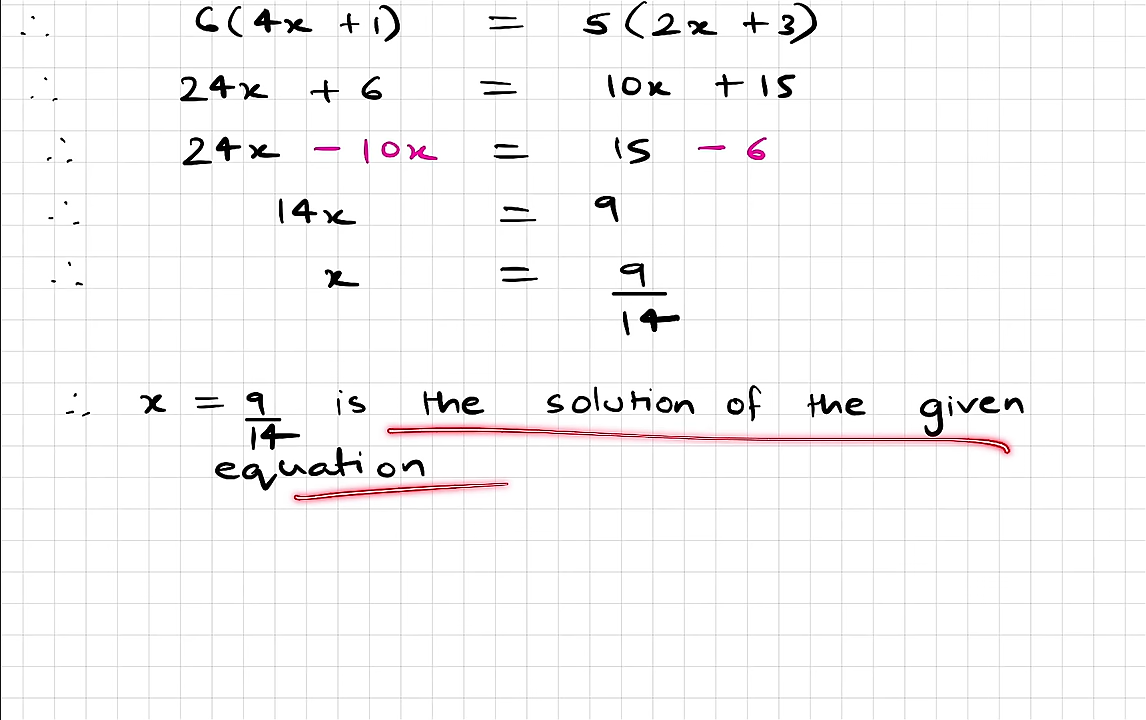 ∴ 6(4x + 1) = 5(2x + 3)
∴ 24x + 6 = 10x + 15
∴ 24x - 10x = 15 - 6
∴ 14x = 9
∴ x = 9/14
∴ x = 9/14 is the solution of the given
equation